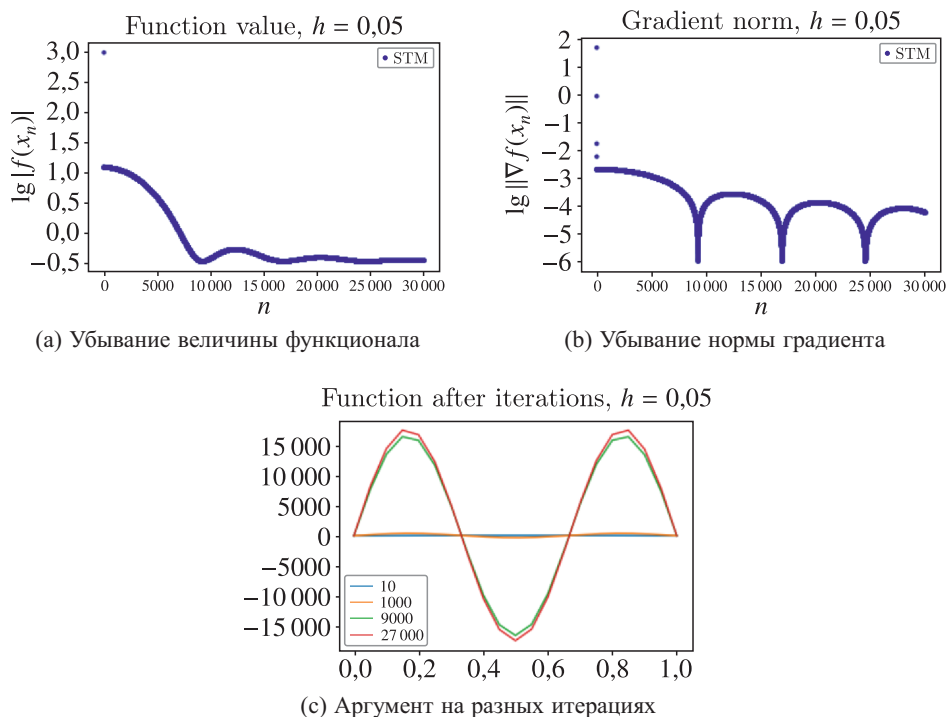 Function value, h = 0,05
3,0
2,5
2,0
1,5
1,0
0,5
0,0
−0,5
lg |f(xₙ)|
STM
0 5000 10 000 15 000 20 000 25 000 30 000
n
(a) Убывание величины функционала
Gradient norm, h = 0,05
2
1
0
−1
−2
−3
−4
−5
−6
lg ||∇f(xₙ)||
STM
0 5000 10 000 15 000 20 000 25 000 30 000
n
(b) Убывание нормы градиента
Function after iterations, h = 0,05
15 000
10 000
5000
0
−5000
−10 000
−15 000
10
1000
9000
27 000
0,0 0,2 0,4 0,6 0,8 1,0
(c) Аргумент на разных итерациях